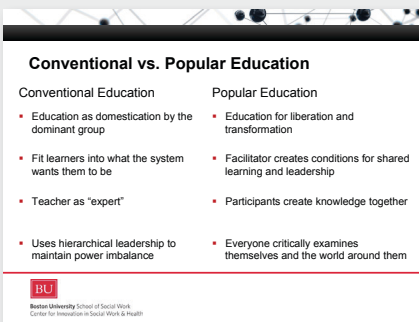 Conventional vs. Popular Education
Conventional Education
▪ Education as domestication by the
dominant group
▪ Fit learners into what the system
wants them to be
▪ Teacher as “expert”
▪ Uses hierarchical leadership to
maintain power imbalance
Popular Education
▪ Education for liberation and
transformation
▪ Facilitator creates conditions for shared
learning and leadership
▪ Participants create knowledge together
▪ Everyone critically examines
themselves and the world around them
BU
Boston University School of Social Work
Center for Innovation in Social Work & Health